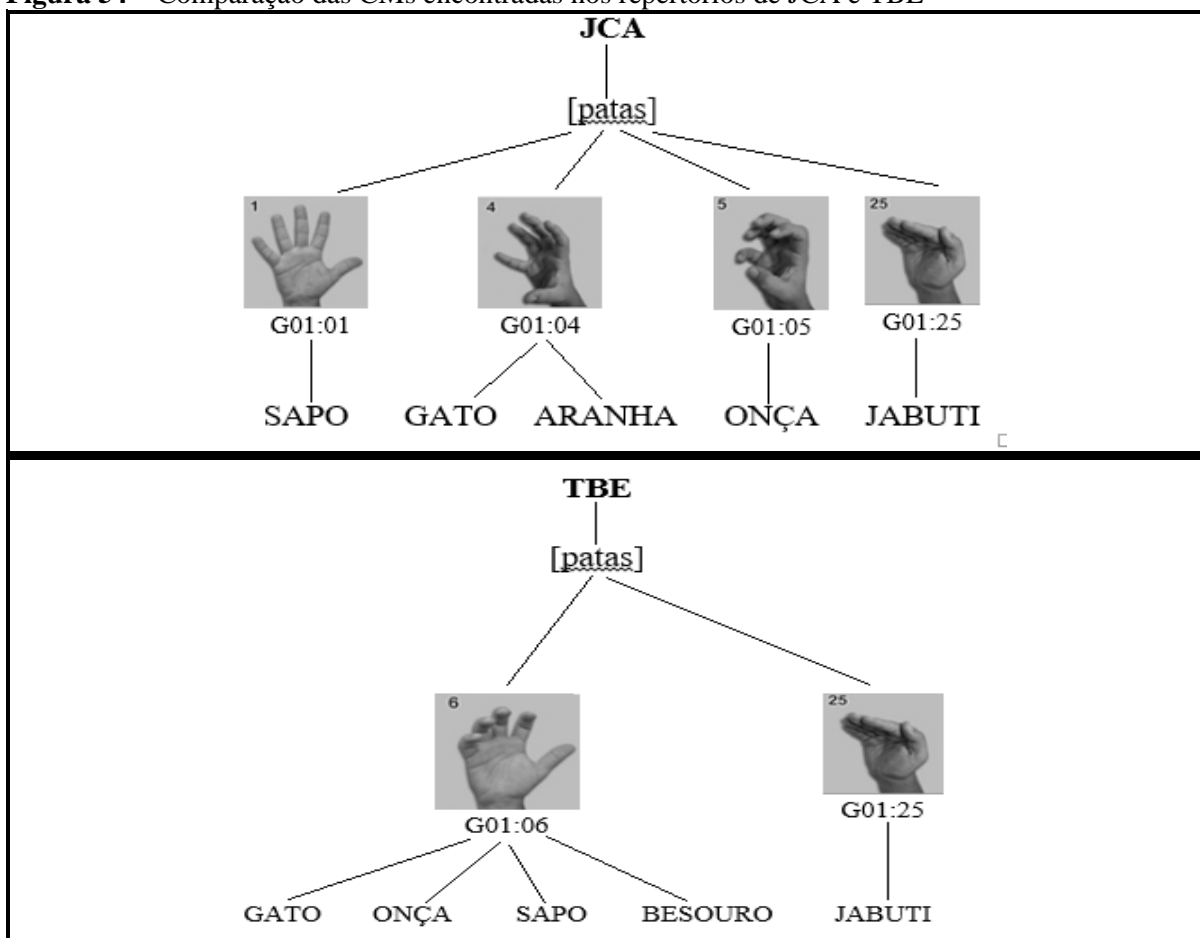 Figura 54 – Comparação das CMs encontradas nos repertórios de JCA e TBE
JCA
[patas]
1 4 5 25
G01:01 G01:04 G01:05 G01:25
SAPO GATO ARANHA ONÇA JABUTI
TBE
[patas]
6 25
G01:06 G01:25
GATO ONÇA SAPO BESOURO JABUTI